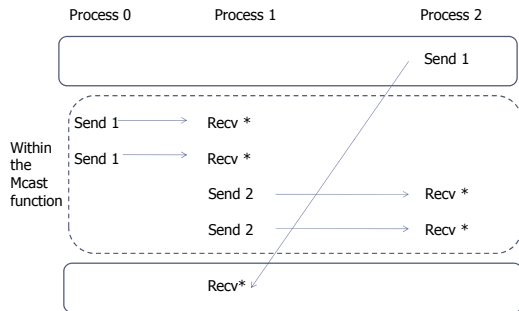 Process 0 Process 1 Process 2
Send 1
Send 1 Recv *
Within
the
Mcast
function
Send 1 Recv *
Send 2 Recv *
Send 2 Recv *
Recv*